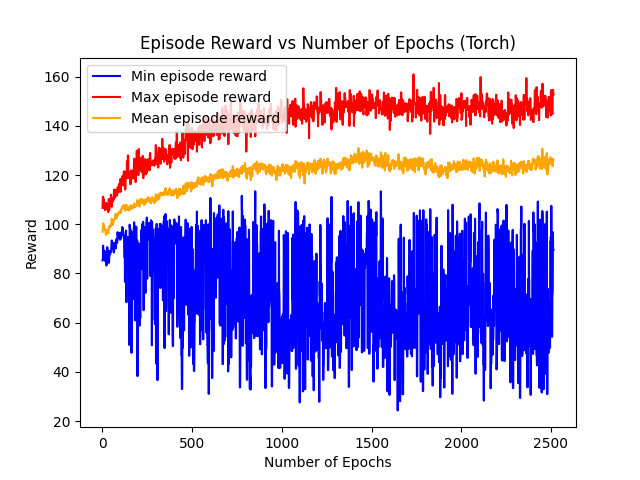 Episode Reward vs Number of Epochs (Torch)
Min episode reward
Max episode reward
Mean episode reward
Reward
160
140
120
100
80
60
40
20
0
500
1000
1500
2000
2500
Number of Epochs